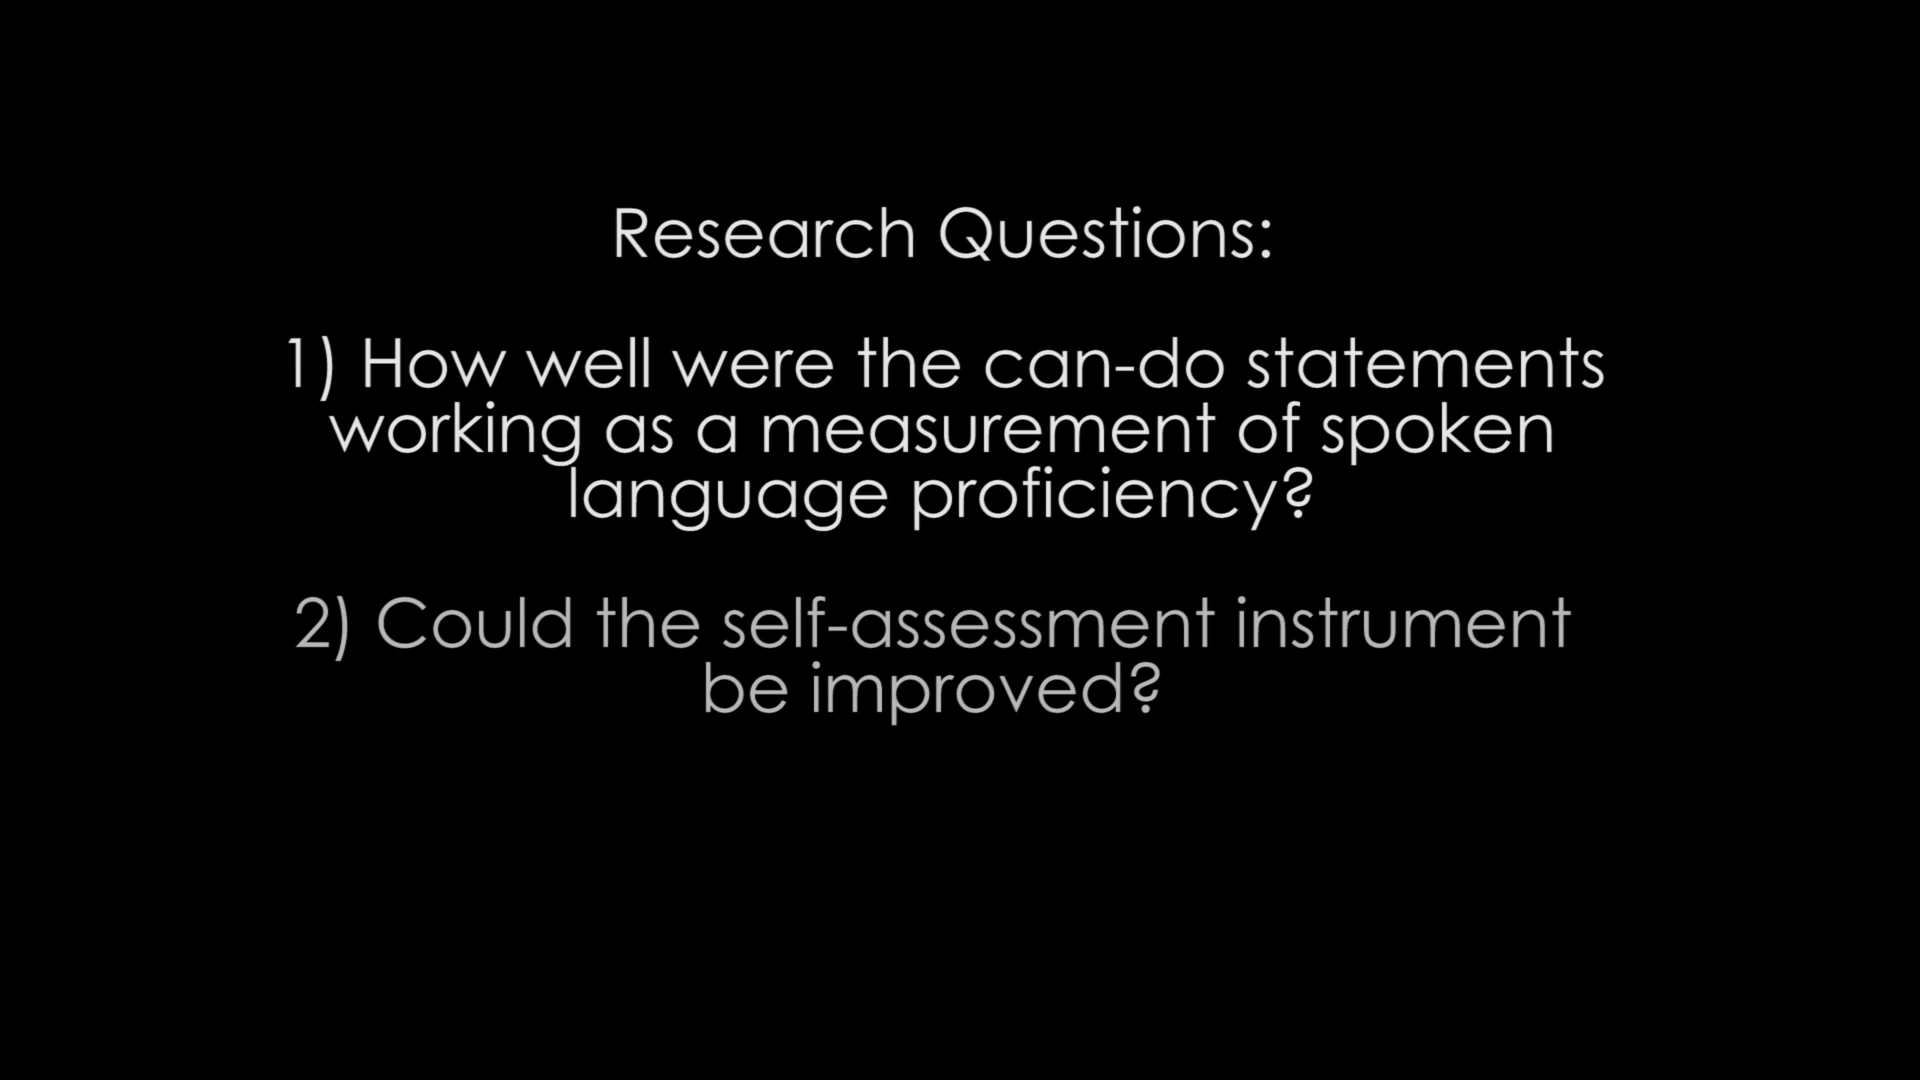 Research Questions:
1) How well were the can-do statements
working as a measurement of spoken
language proficiency?
2) Could the self-assessment instrument
be improved?